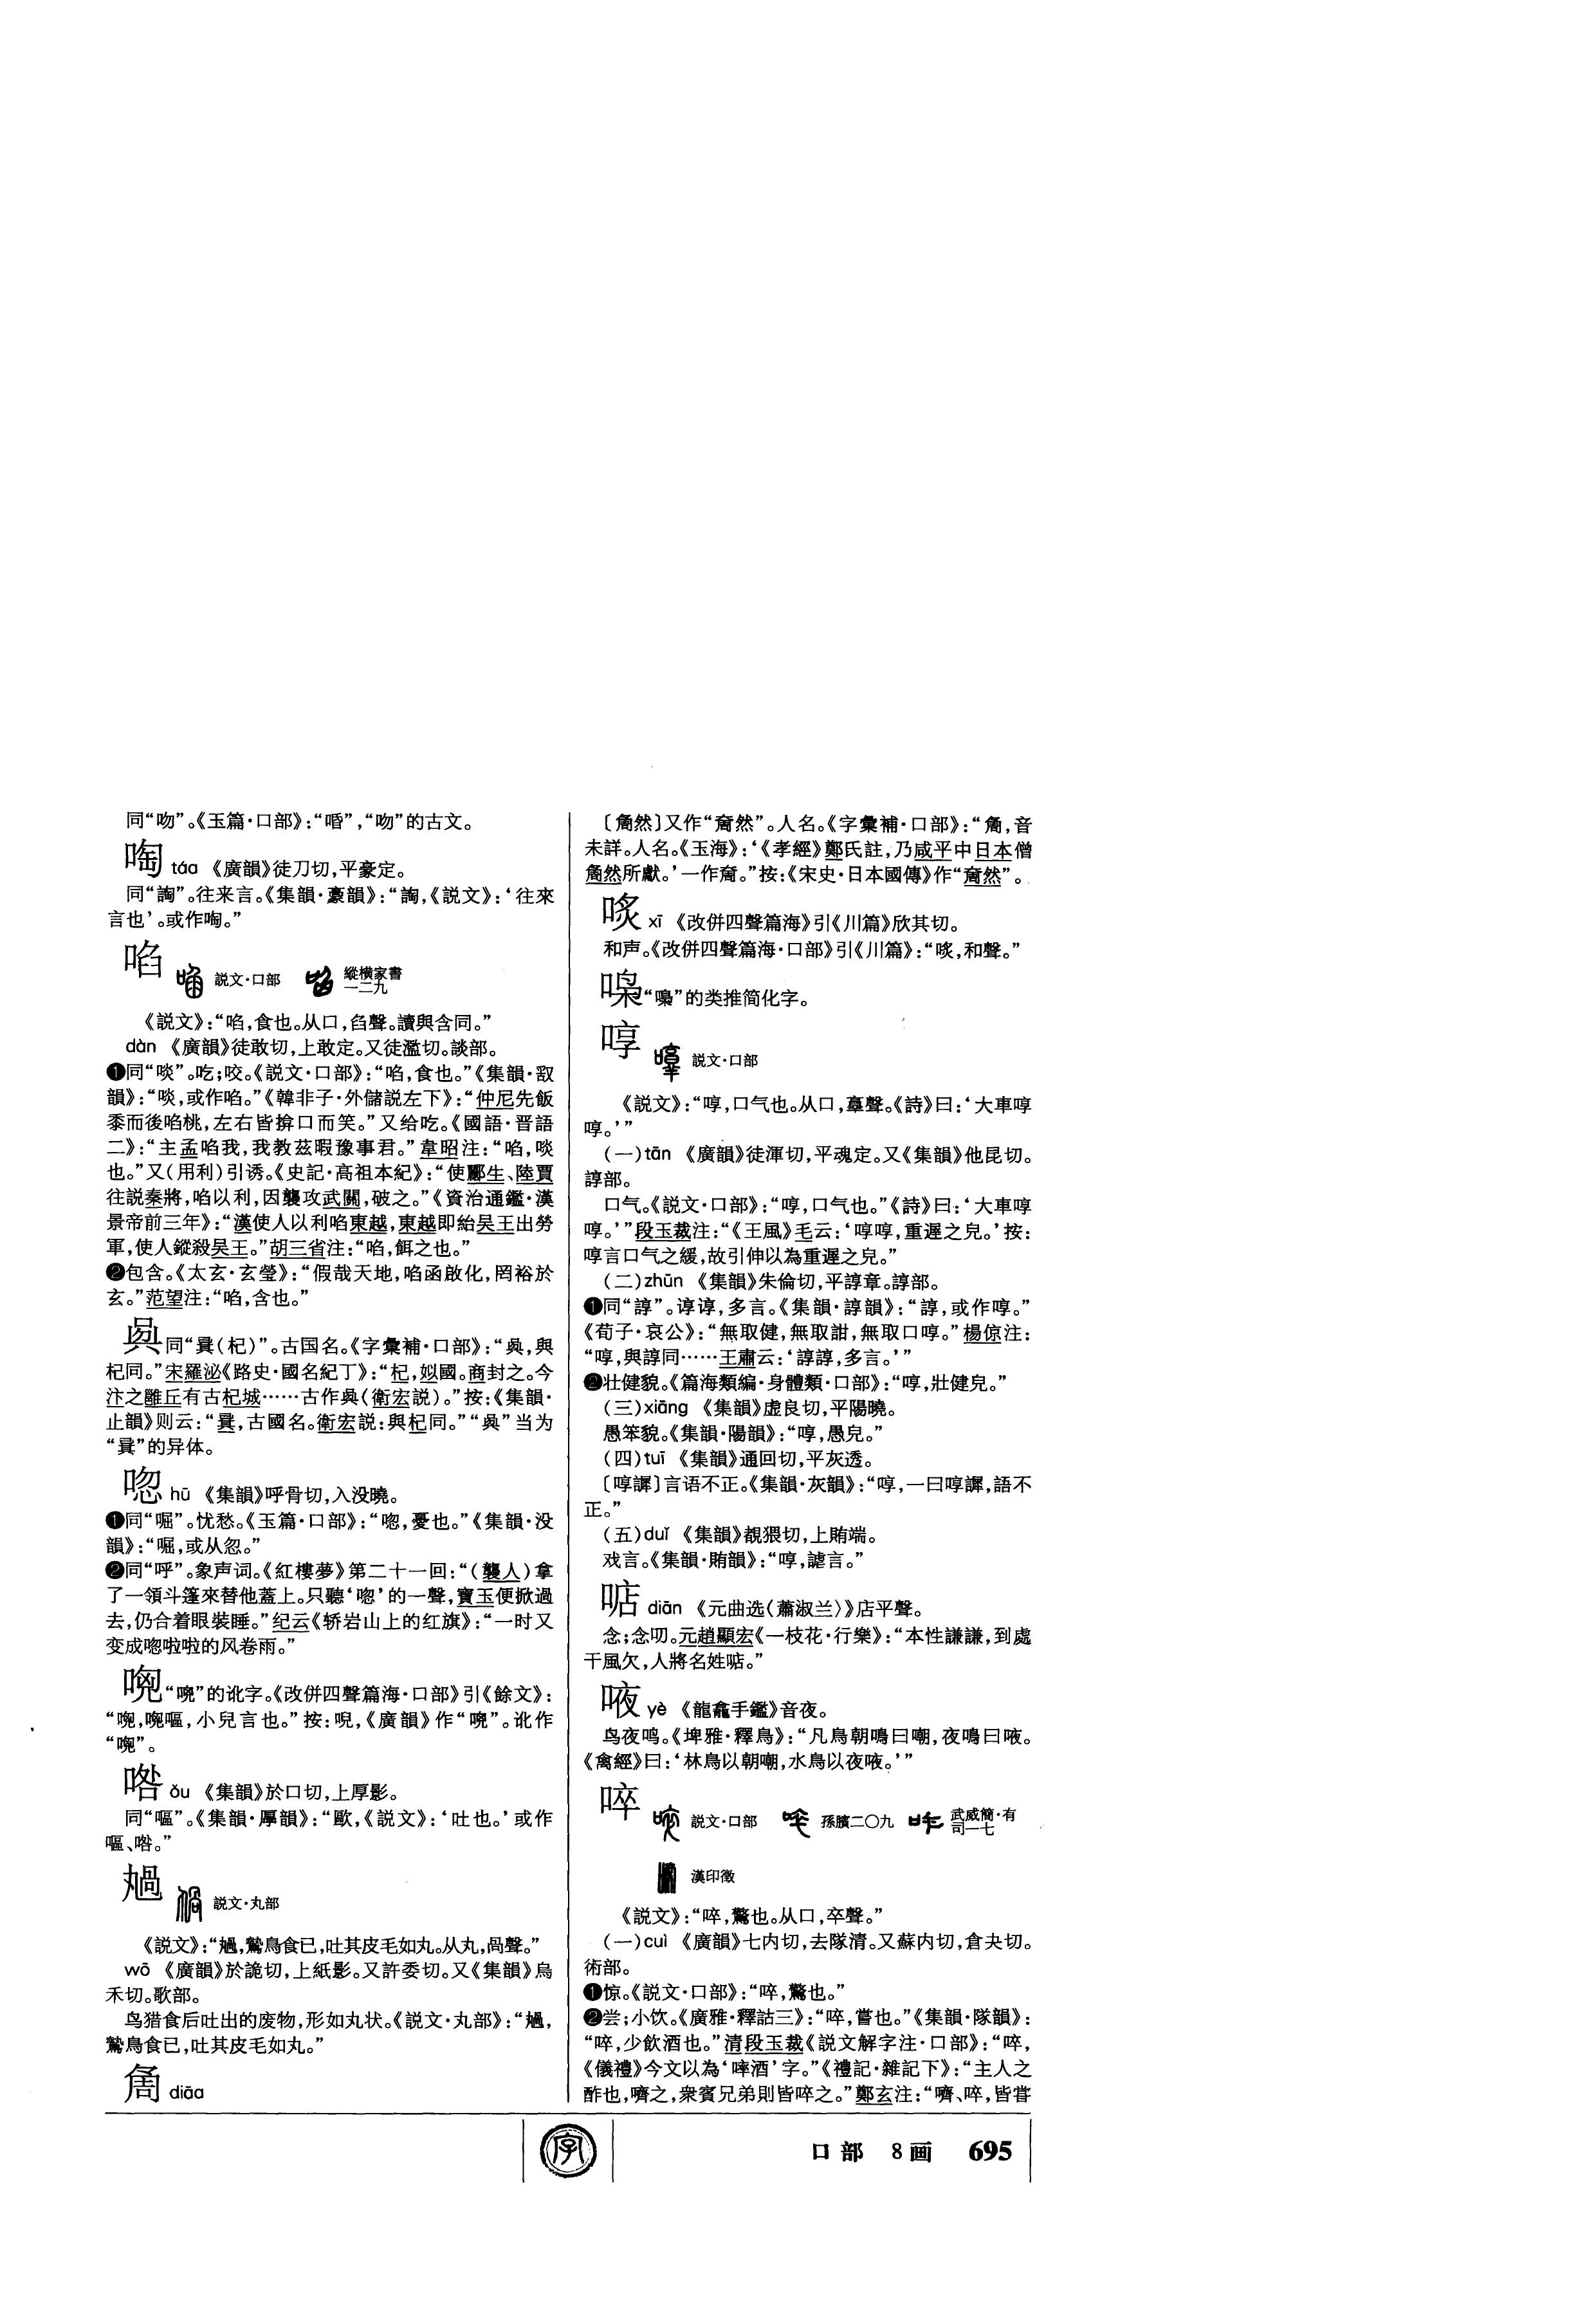 同“吻”。《玉篇·口部》:“㖧”,“吻”的古文。
啕 táo 《廣韻》徒刀切,平豪定。
同“詢”。往来言。《集韻·豪韻》:“詢,《説文》:‘往來
言也’。或作啕。”
啗 説文·口部 縱横家書一二九
《説文》:“啗,食也。从口,臽聲。讀與含同。”
dàn 《廣韻》徒敢切,上敢定。又徒濫切。談部。
❶同“啖”。吃;咬。《説文·口部》:“啗,食也。”《集韻·𠭖
韻》:“啖,或作啗。”《韓非子·外儲説左下》:“仲尼先飯
黍而後啗桃,左右皆揜口而笑。”又给吃。《國語·晋語
二》:“主孟啗我,我教茲暇豫事君。”韋昭注:“啗,啖
也。”又(用利)引诱。《史記·高祖本紀》:“使酈生、陸賈
往説秦將,啗以利,因襲攻武關,破之。”《資治通鑑·漢
景帝前三年》:“漢使人以利啗東越,東越即紿吴王出勞
軍,使人鏦殺吴王。”胡三省注:“啗,餌之也。”
❷包含。《太玄·玄瑩》:“假哉天地,啗函啟化,罔裕於
玄。”范望注:“啗,含也。”
同“㠱(杞)”。古国名。《字彙補·口部》:“,與
杞同。”宋羅泌《路史·國名紀丁》:“杞,姒國。商封之。今
汴之雝丘有古杞城……古作(衛宏説)。”按:《集韻·
止韻》则云:“㠱,古國名。衛宏説:與杞同。”“”当为
“㠱”的异体。
唿 hū 《集韻》呼骨切,入没曉。
❶同“啒”。忧愁。《玉篇·口部》:“唿,憂也。”《集韻·没
韻》:“啒,或从忽。”
❷同“呼”。象声词。《紅樓夢》第二十一回:“(襲人)拿
了一領斗篷來替他蓋上。只聽‘唿’的一聲,寶玉便掀過
去,仍合着眼裝睡。”纪云《轿岩山上的红旗》:“一时又
变成唿啦啦的风卷雨。”
“”的讹字。《改併四聲篇海·口部》引《餘文》:
“,嘔,小兒言也。”按:唲,《廣韻》作“”。讹作
“”。
㗕 ǒu 《集韻》於口切,上厚影。
同“嘔”。《集韻·厚韻》:“歐,《説文》:‘吐也。’或作
嘔、㗕。”
𠺑 説文·丸部
《説文》:“,鷙鳥食已,吐其皮毛如丸。从丸,咼聲。”
wō 《廣韻》於詭切,上紙影。又許委切。又《集韻》烏
禾切。歌部。
鸟猎食后吐出的废物,形如丸状。《説文·丸部》:“,
鷙鳥食已,吐其皮毛如丸。”
奝 diāo
〔奝然〕又作“奝然”。人名。《字彙補·口部》:“,音
未詳。人名。《玉海》:‘《孝經》鄭氏註,乃咸平中日本僧
然所獻。’一作奝。”按:《宋史·日本國傳》作“奝然”。
㗭 xī 《改併四聲篇海》引《川篇》欣其切。
和声。《改併四聲篇海·口部》引《川篇》:“,和聲。”
“嘄”的类推简化字。
啍 説文·口部
《説文》:“啍,口气也。从口,𦎫聲。《詩》曰:‘大車啍
啍。’”
(一)tūn 《廣韻》徒渾切,平魂定。又《集韻》他昆切。
諄部。
口气。《説文·口部》:“啍,口气也。”《詩》曰:‘大車啍
啍。’”段玉裁注:“《王風》毛云:‘啍啍,重遲之皃。’按:
啍言口气之緩,故引伸以為重遲之皃。”
(二)zhūn 《集韻》朱倫切,平諄章。諄部。
❶同“諄”。谆谆,多言。《集韻·諄韻》:“諄,或作啍。”
《荀子·哀公》:“無取健,無取詌,無取口啍。”楊倞注:
“啍,與諄同……王肅云:‘諄諄,多言。’”
❷壮健貌。《篇海類編·身體類·口部》:“啍,壯健皃。”
(三)xiāng 《集韻》虚良切,平陽曉。
愚笨貌。《集韻·陽韻》:“啍,愚皃。”
(四)tuī 《集韻》通回切,平灰透。
〔啍譂〕言语不正。《集韻·灰韻》:“啍,一曰啍譂,語不
正。”
(五)duǐ 《集韻》覩猥切,上賄端。
戏言。《集韻·賄韻》:“啍,謔言。”
㖭 diān 《元曲选〈蕭淑兰〉》店平聲。
念;念叨。元趙顯宏《一枝花·行樂》:“本性謙謙,到處
干風欠,人將名姓惦。”
㖡 yè 《龍龕手鑑》音夜。
鸟夜鸣。《埤雅·釋鳥》:“凡鳥朝鳴曰嘲,夜鳴曰㖡。
《禽經》曰:‘林鳥以朝嘲,水鳥以夜㖡。’”
啐 説文·口部 孫臏二〇九 武威簡·有司一七
漢印徵
《説文》:“啐,驚也。从口,卒聲。”
(一)cuì 《廣韻》七内切,去隊清。又蘇内切,倉夬切。
術部。
❶惊。《説文·口部》:“啐,驚也。”
❷尝;小饮。《廣雅·釋詁三》:“啐,嘗也。”《集韻·隊韻》:
“啐,少飲酒也。”清段玉裁《説文解字注·口部》:“啐,
《儀禮》今文以為‘啐酒’字。”《禮記·雜記下》:“主人之
酢也,嚌之,衆賓兄弟則皆啐之。”鄭玄注:“嚌、啐,皆嘗
字
口部 8画 695